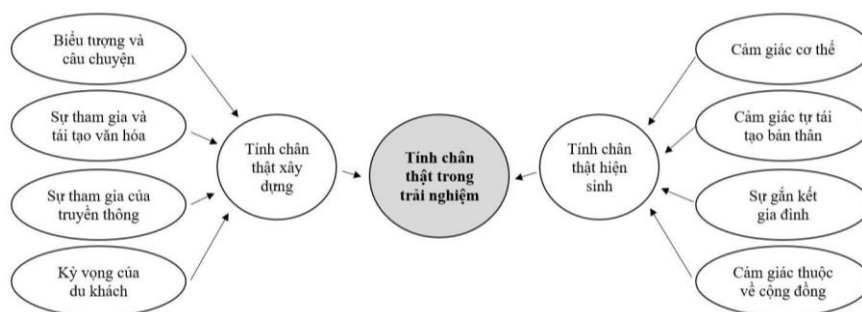 Biểu tượng và
câu chuyện
Sự tham gia và
tái tạo văn hóa
Sự tham gia của
truyền thông
Kỳ vọng của
du khách
Tính chân
thật xây
dựng
Tính chân
thật trong
trải nghiệm
Tính chân
thật hiện
sinh
Cảm giác cơ thể
Cảm giác tự tái
tạo bản thân
Sự gắn kết
gia đình
Cảm giác thuộc
về cộng đồng